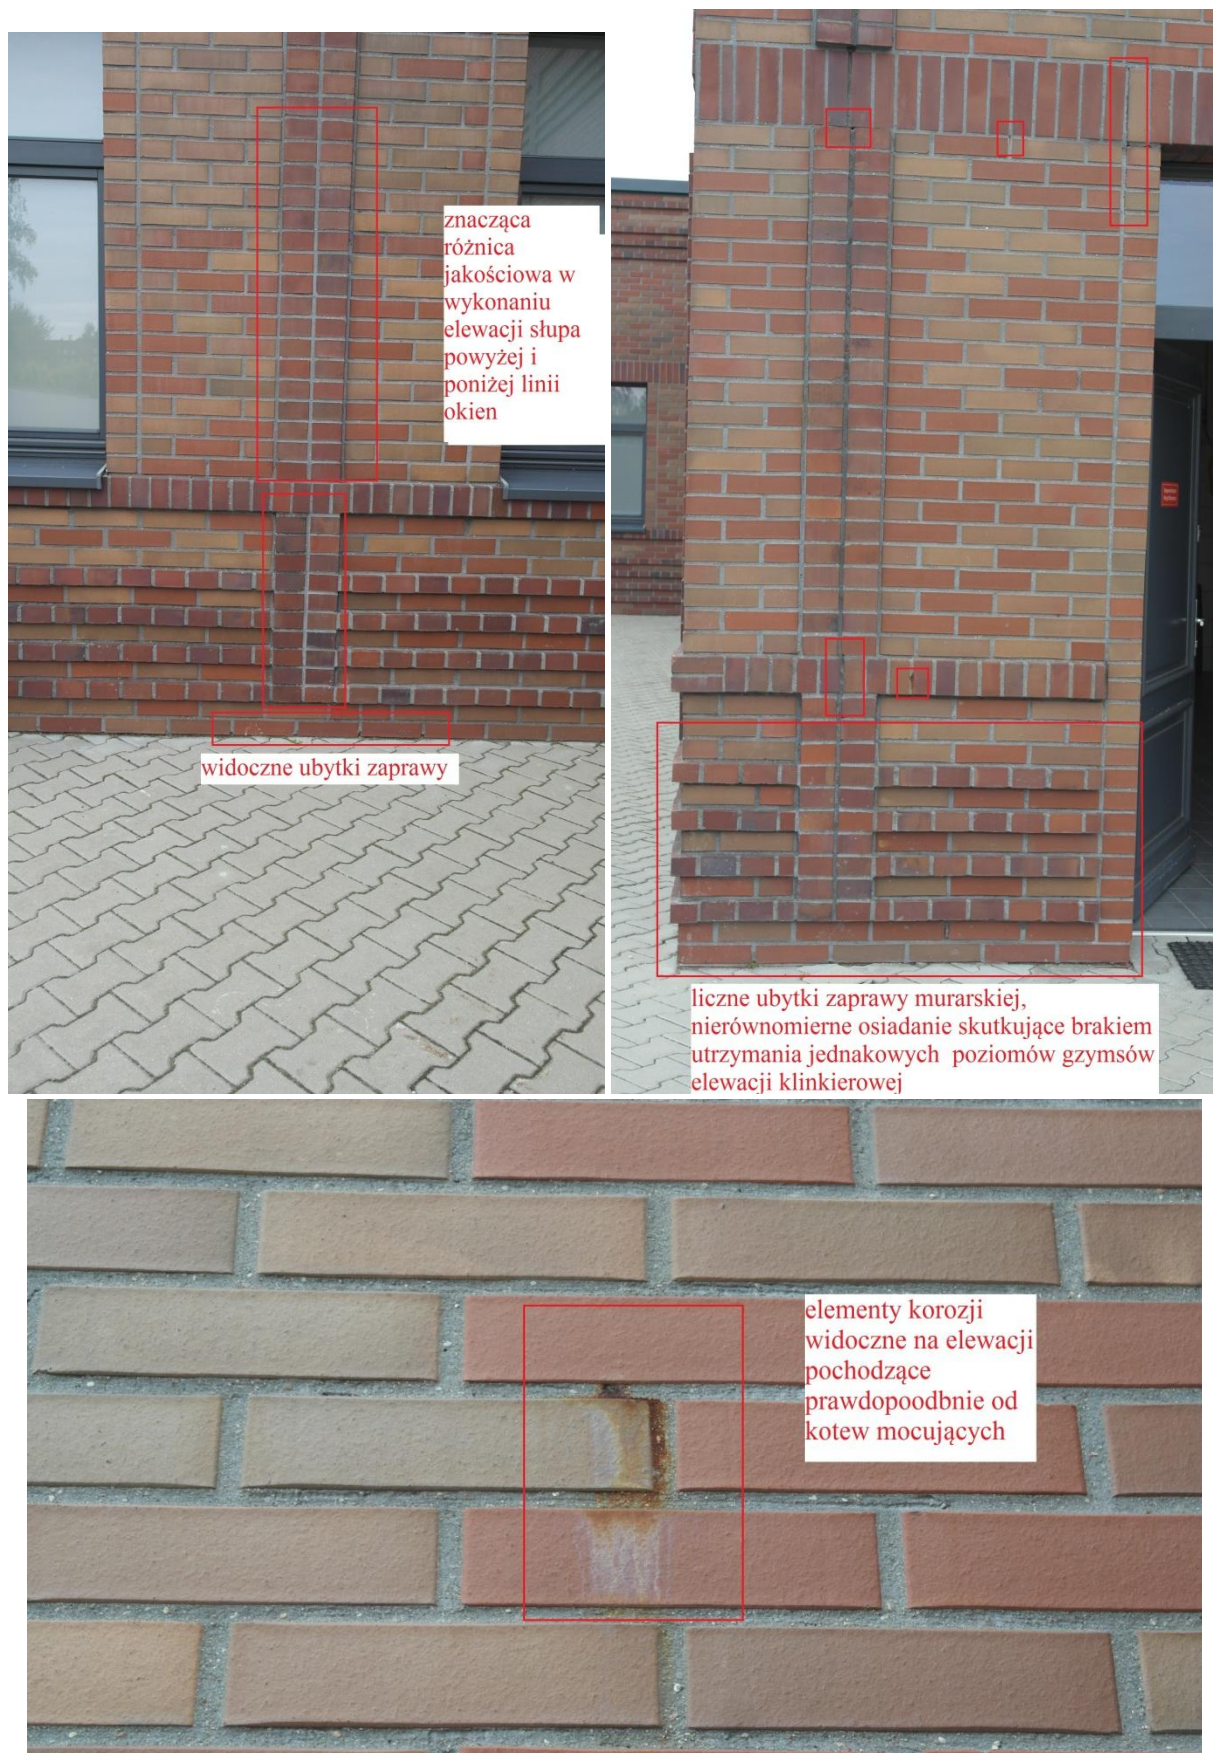 znacząca
różnica
jakościowa w
wykonaniu
elewacji słupa
powyżej i
poniżej linii
okien
widoczne ubytki zaprawy
liczne ubytki zaprawy murarskiej,
nierównomierne osiadanie skutkujące brakiem
utrzymania jednakowych poziomów gzymsów
elewacji klinkierowej
elementy korozji
widoczne na elewacji
pochodzące
prawdopoodbnie od
kotew mocujących